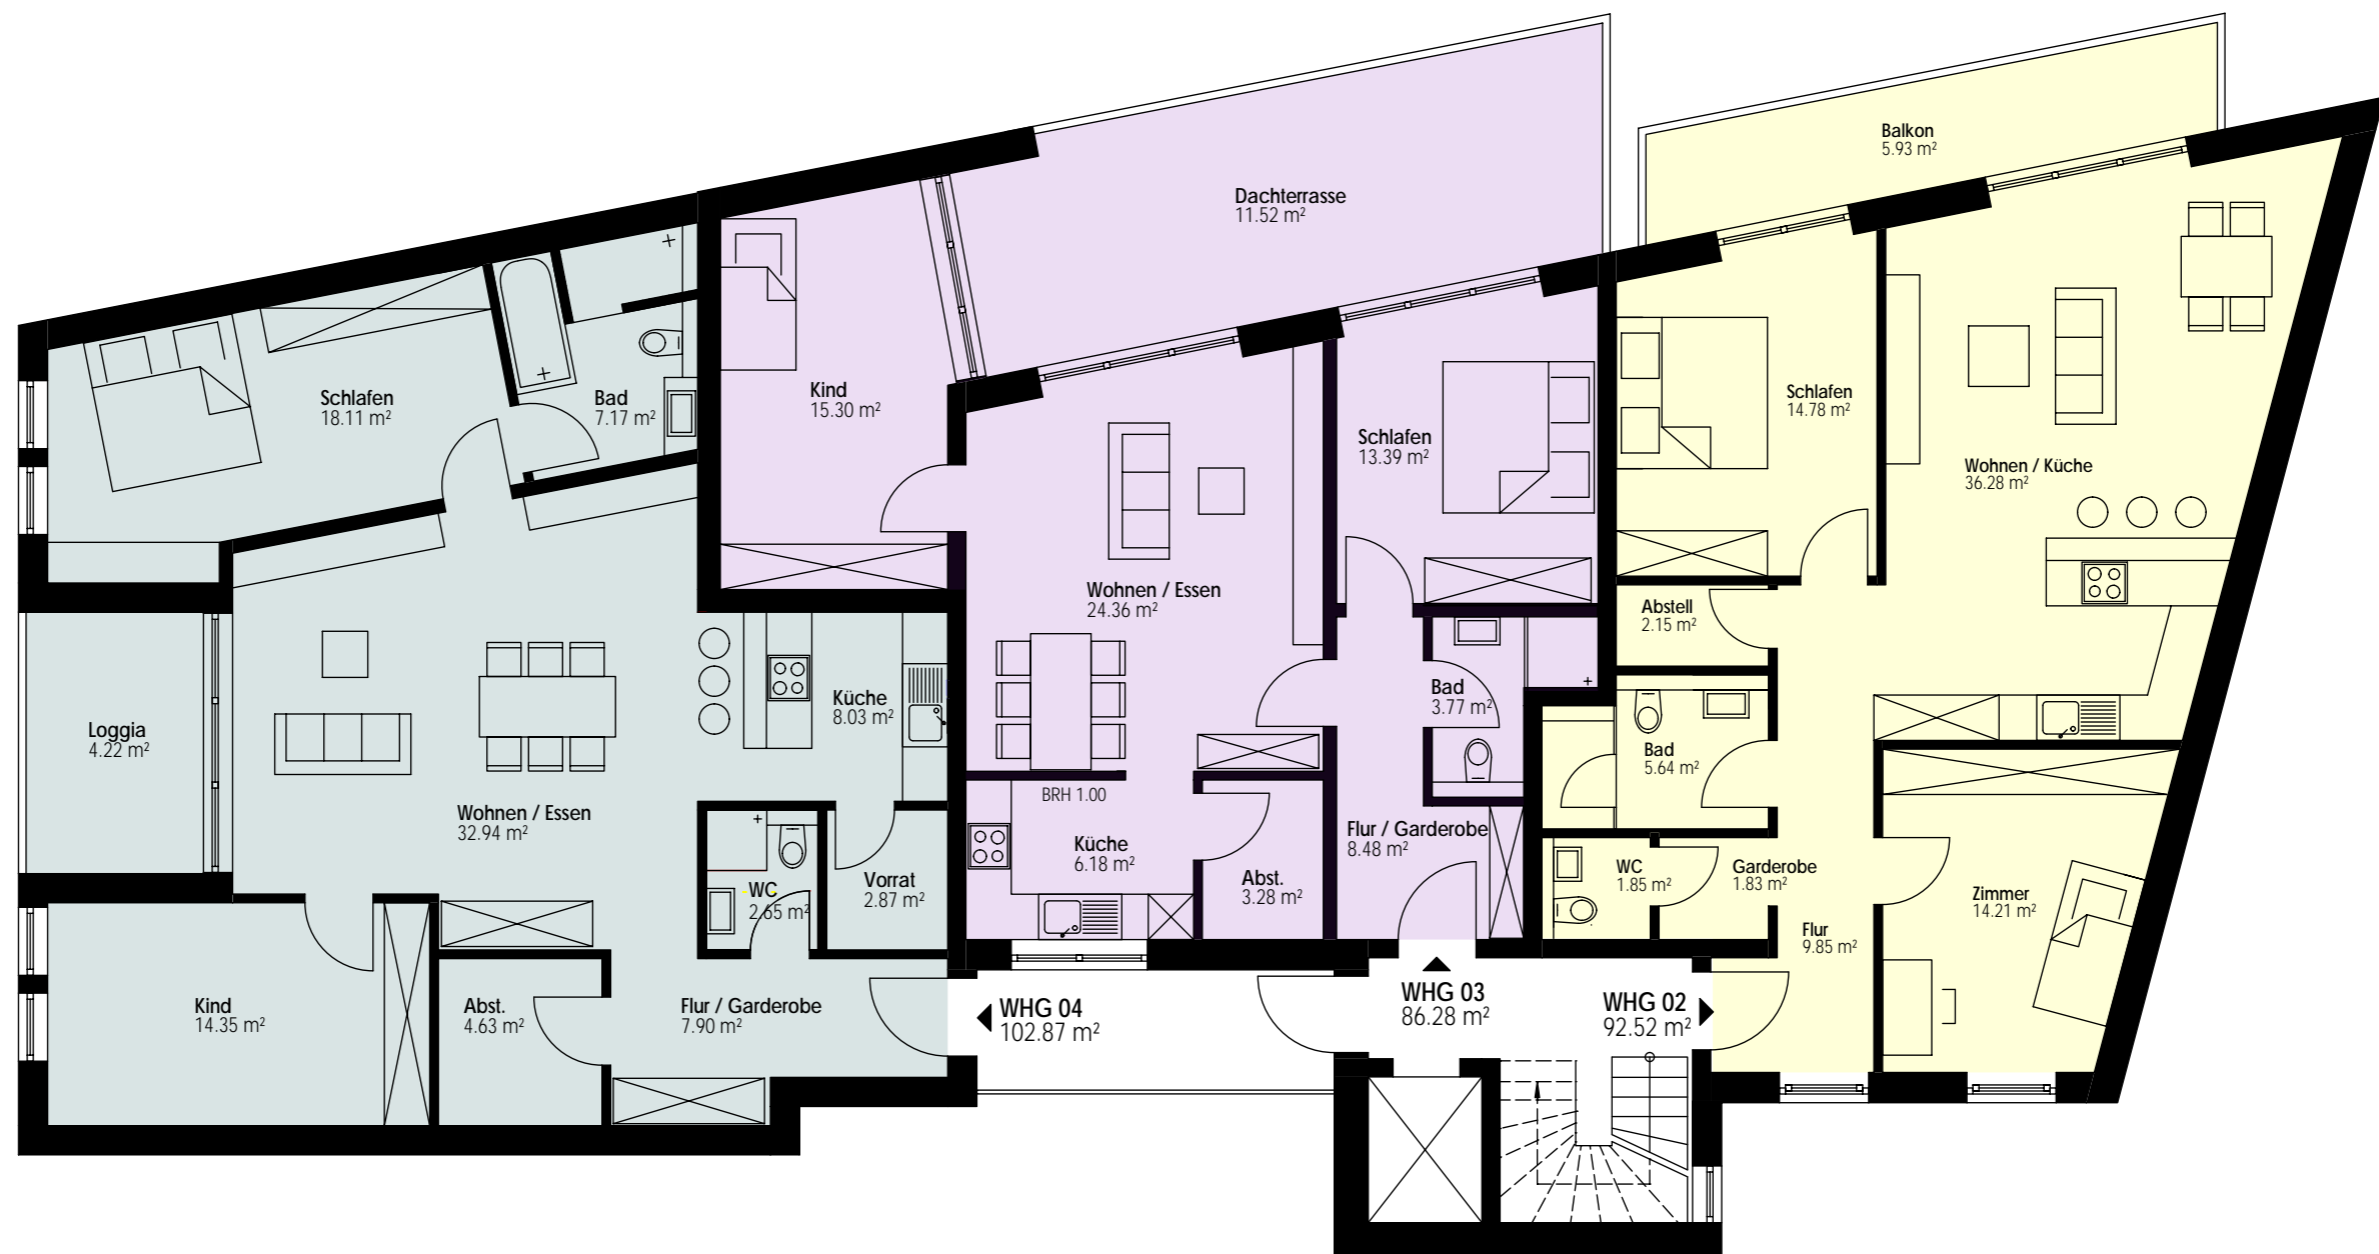 Balkon
5.93 m²
Dachterrasse
11.52 m²
Schlafen
18.11 m²
Bad
7.17 m²
Kind
15.30 m²
Schlafen
13.39 m²
Schlafen
14.78 m²
Wohnen / Küche
36.28 m²
Wohnen / Essen
24.36 m²
Abstell
2.15 m²
Loggia
4.22 m²
Küche
8.03 m²
Bad
3.77 m²
Bad
5.64 m²
Wohnen / Essen
32.94 m²
BRH 1.00
Küche
6.18 m²
Flur / Garderobe
8.48 m²
WC
2.65 m²
Vorrat
2.87 m²
Abst.
3.28 m²
WC
1.85 m²
Garderobe
1.83 m²
Zimmer
14.21 m²
Flur
9.85 m²
Kind
14.35 m²
Abst.
4.63 m²
Flur / Garderobe
7.90 m²
WHG 04
102.87 m²
WHG 03
86.28 m²
WHG 02
92.52 m²